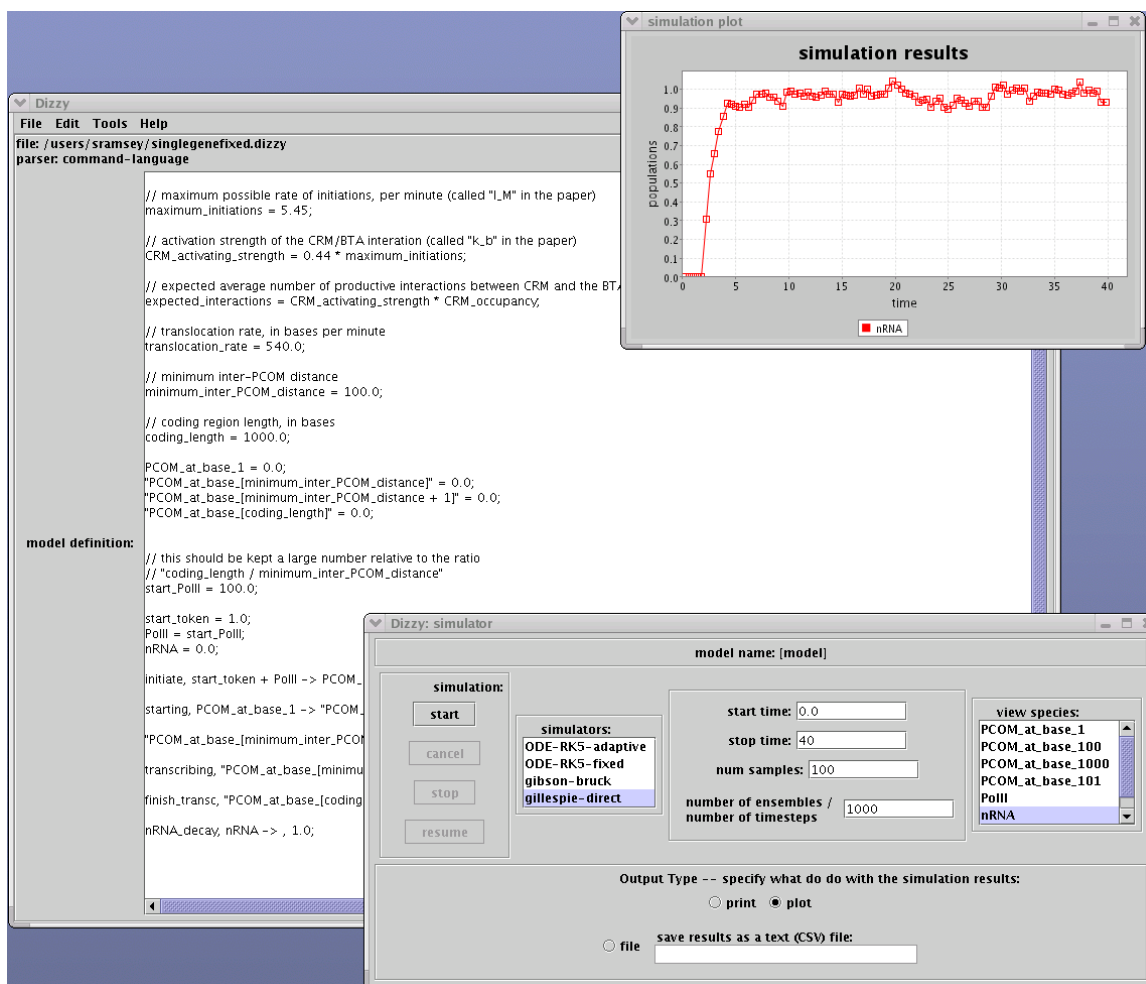 simulation plot
simulation results
populations
1.0
0.9
0.8
0.7
0.6
0.5
0.4
0.3
0.2
0.1
0.0
0 5 10 15 20 25 30 35 40
time
nRNA
Dizzy
File Edit Tools Help
file: /users/sramsey/singlegenefixed.dizzy
parser: command-language
model definition:
// maximum possible rate of initiations, per minute (called "I_M" in the paper)
maximum_initiations = 5.45;
// activation strength of the CRM/BTA interation (called "k_b" in the paper)
CRM_activating_strength = 0.44 * maximum_initiations;
// expected average number of productive interactions between CRM and the BTA
expected_interactions = CRM_activating_strength * CRM_occupancy;
// translocation rate, in bases per minute
translocation_rate = 540.0;
// minimum inter-PCOM distance
minimum_inter_PCOM_distance = 100.0;
// coding region length, in bases
coding_length = 1000.0;
PCOM_at_base_1 = 0.0;
"PCOM_at_base_[minimum_inter_PCOM_distance]" = 0.0;
"PCOM_at_base_[minimum_inter_PCOM_distance + 1]" = 0.0;
"PCOM_at_base_[coding_length]" = 0.0;
// this should be kept a large number relative to the ratio
// "coding_length / minimum_inter_PCOM_distance"
start_PolII = 100.0;
start_token = 1.0;
PolII = start_PolII;
nRNA = 0.0;
initiate, start_token + PolII -> PCOM_
starting, PCOM_at_base_1 -> "PCOM_
"PCOM_at_base_[minimum_inter_PCOM
transcribing, "PCOM_at_base_[minimu
finish_transc, "PCOM_at_base_[coding
nRNA_decay, nRNA -> , 1.0;
Dizzy: simulator
model name: [model]
simulation:
start
cancel
stop
resume
simulators:
ODE-RK5-adaptive
ODE-RK5-fixed
gibson-bruck
gillespie-direct
start time: 0.0
stop time: 40
num samples: 100
number of ensembles /
number of timesteps 1000
view species:
PCOM_at_base_1
PCOM_at_base_100
PCOM_at_base_1000
PCOM_at_base_101
PolII
nRNA
Output Type -- specify what do do with the simulation results:
print plot
file save results as a text (CSV) file: